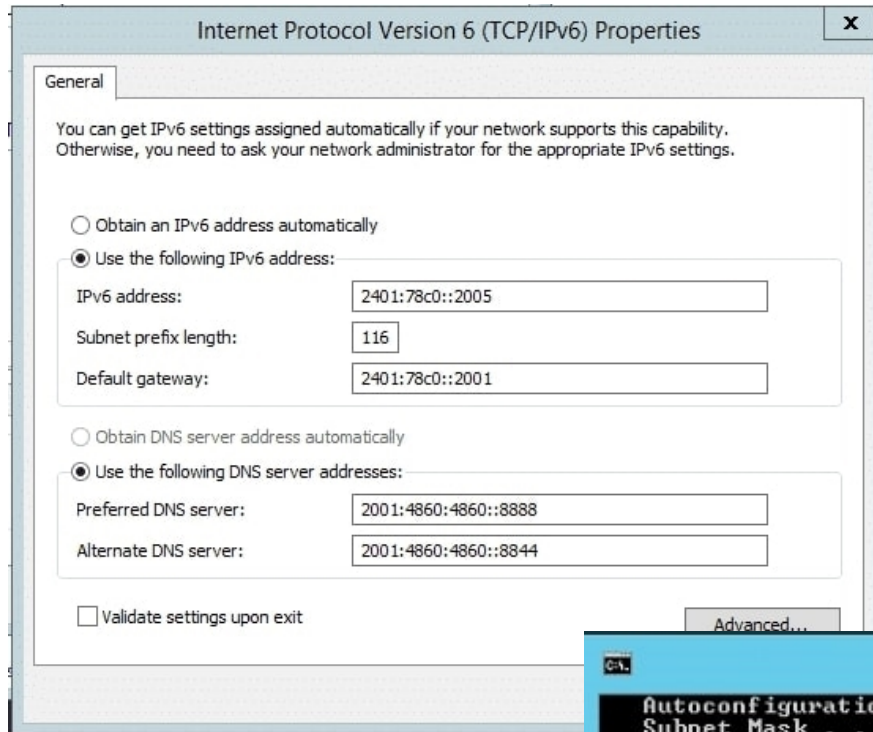 Internet Protocol Version 6 (TCP/IPv6) Properties
x
General
You can get IPv6 settings assigned automatically if your network supports this capability.
Otherwise, you need to ask your network administrator for the appropriate IPv6 settings.
Obtain an IPv6 address automatically
Use the following IPv6 address:
IPv6 address: 2401:78c0::2005
Subnet prefix length: 116
Default gateway: 2401:78c0::2001
Obtain DNS server address automatically
Use the following DNS server addresses:
Preferred DNS server: 2001:4860:4860::8888
Alternate DNS server: 2001:4860:4860::8844
Validate settings upon exit
Advanced...
C:\.
Autoconfiguratio
Subnet Mask